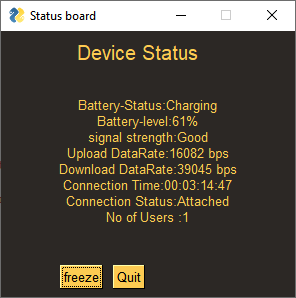 Status board
Device Status
Battery-Status:Charging
Battery-level:61%
signal strength:Good
Upload DataRate:16082 bps
Download DataRate:39045 bps
Connection Time:00:03:14:47
Connection Status:Attached
No of Users :1
freeze Quit